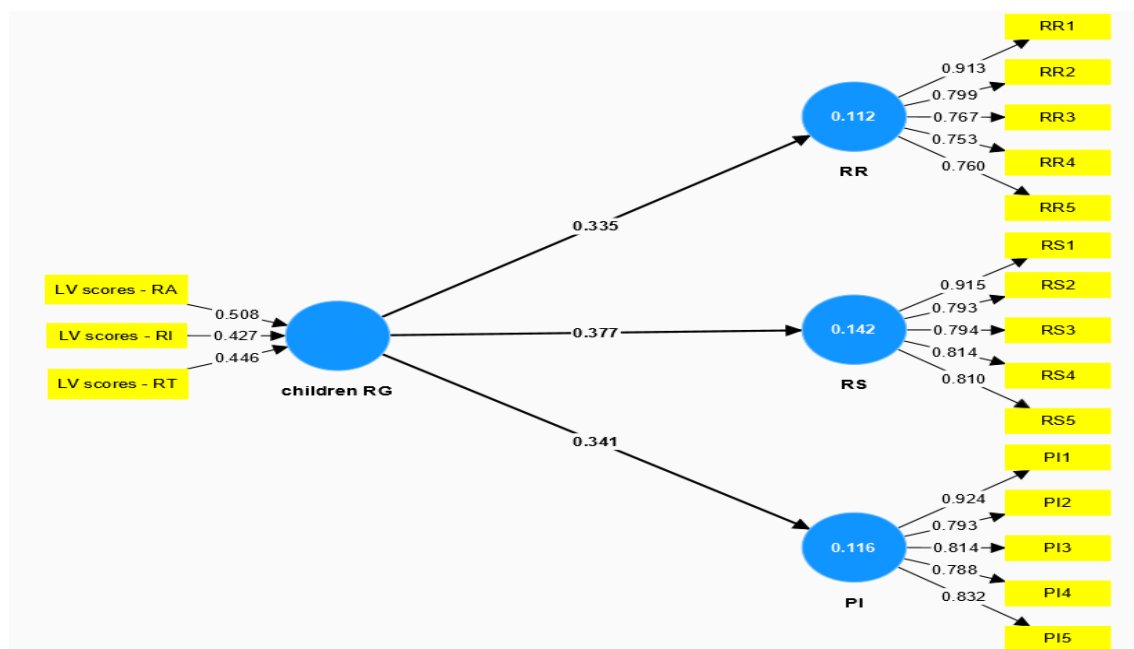 RR1
0.913
RR2
0.799
0.112
0.767
RR3
0.753
RR4
RR
0.760
RR5
0.335
RS1
0.915
RS2
0.793
LV scores - RA
0.508
LV scores - RI
0.427
0.377
0.142
0.794
RS3
0.446
LV scores - RT
children RG
0.814
RS4
RS
0.810
RS5
0.341
PI1
0.924
PI2
0.793
0.116
0.814
PI3
0.788
PI4
PI
0.832
PI5